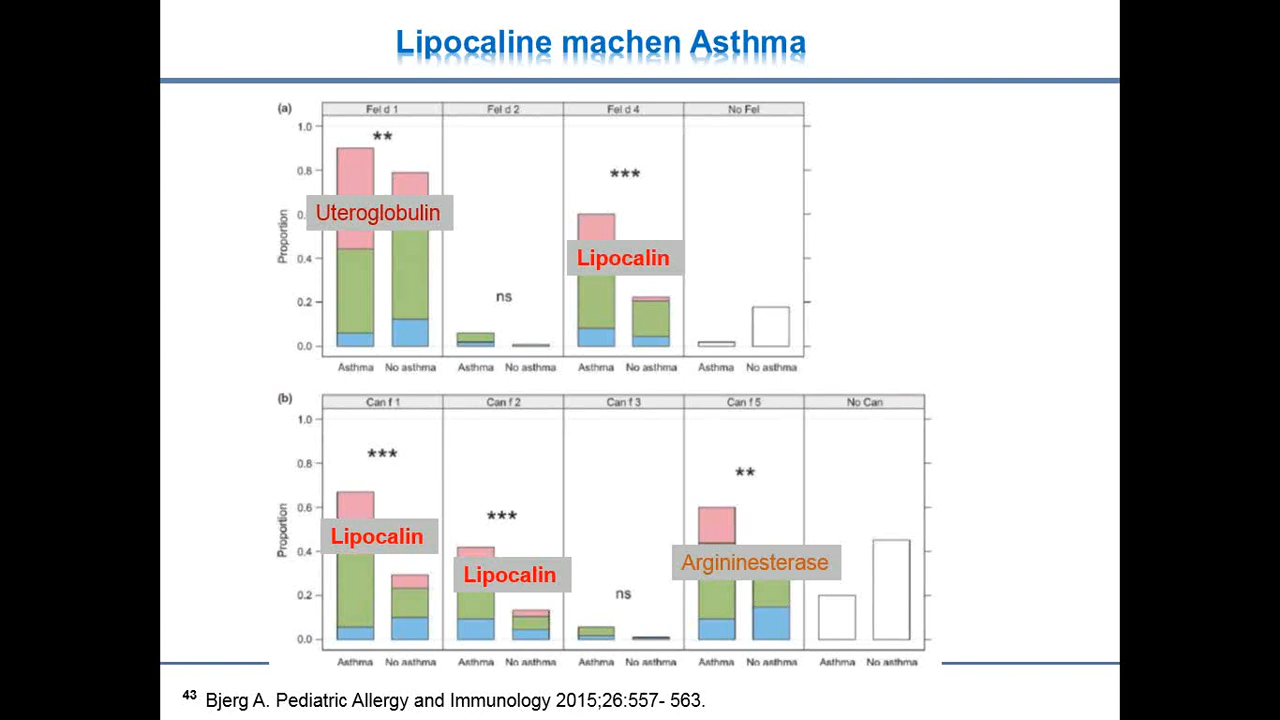 Lipocaline machen Asthma
(a)
Fel d 1 Fel d 2 Fel d 4 No Fel
1.0
0.8
0.
0.4
0.2
0.0
Proportion
**
***
ns
Uteroglobulin
Lipocalin
Asthma No asthma Asthma No asthma Asthma No asthma Asthma No asthma
(b)
Can f 1 Can f 2 Can f 3 Can f 5 No Can
1.0
0.8
0.6
0.4
0.2
0.0
Proportion
***
***
ns
**
Lipocalin
Lipocalin
Argininesterase
Asthma No asthma Asthma No asthma Asthma No asthma Asthma No asthma Asthma No asthma
43 Bjerg A. Pediatric Allergy and Immunology 2015;26:557- 563.